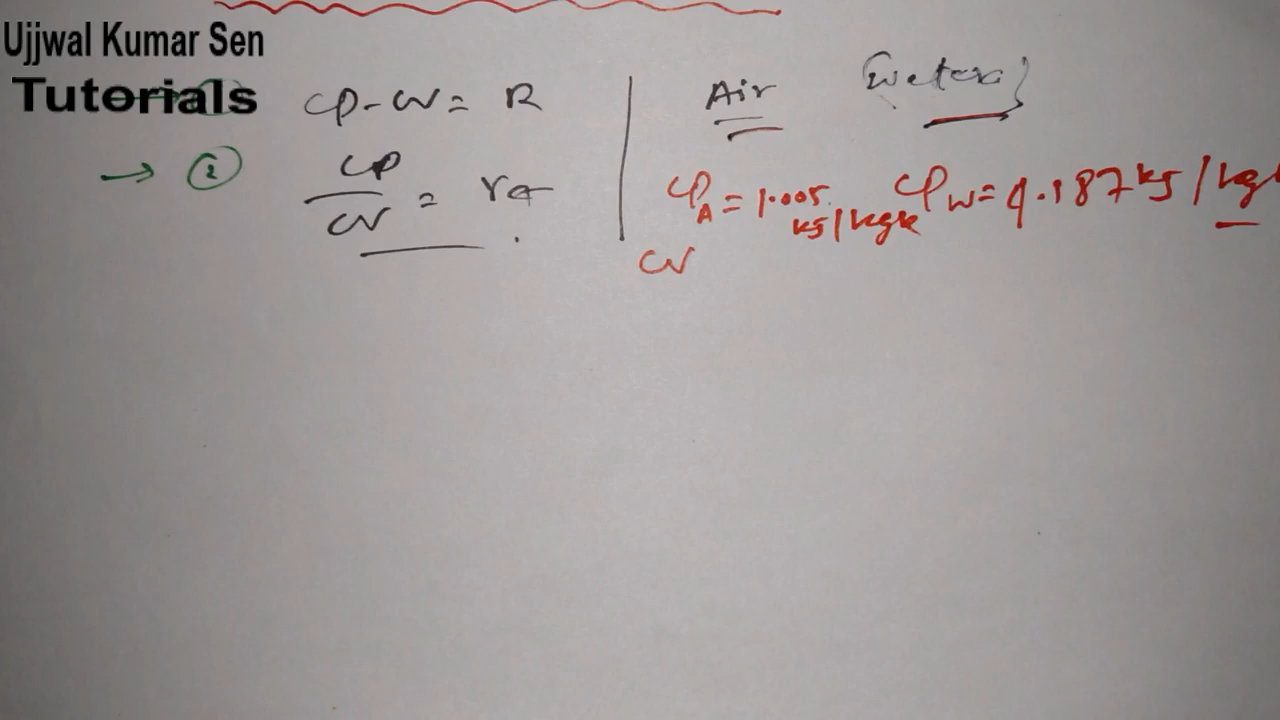 Ujjwal Kumar Sen
Tutorials
→ ① Cp - Cv = R
→ ② Cp / Cv = γ
Air
Water
CpA = 1.005 kJ/kgK
Cpw = 4.187 kJ/kg
Cv